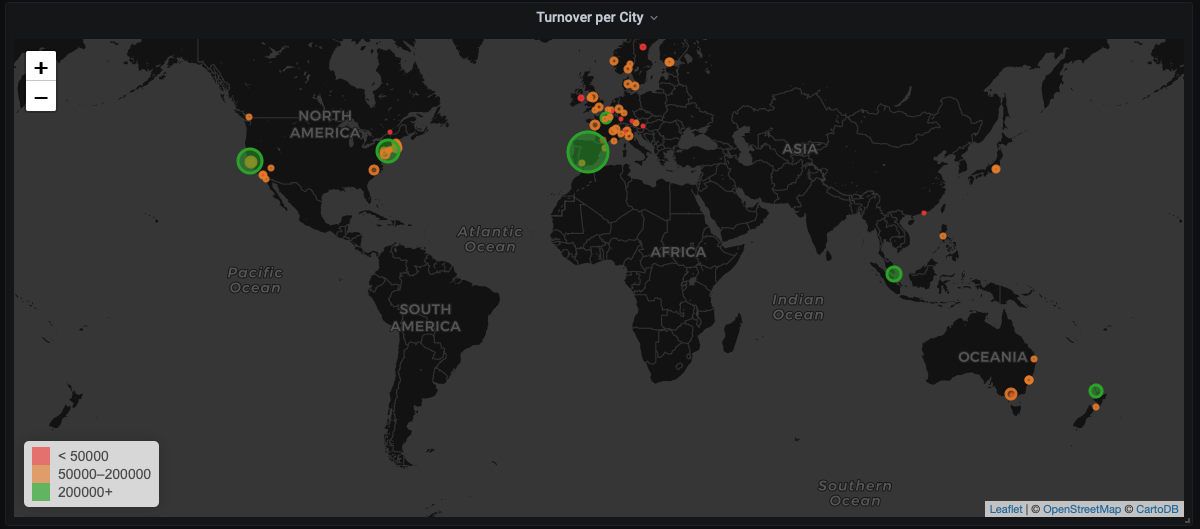 Turnover per City
+
−
NORTH
AMERICA
ASIA
Atlantic
Ocean
AFRICA
Pacific
Ocean
Indian
Ocean
SOUTH
AMERICA
OCEANIA
< 50000
50000–200000
200000+
Southern
Ocean
Leaflet | © OpenStreetMap © CartoDB